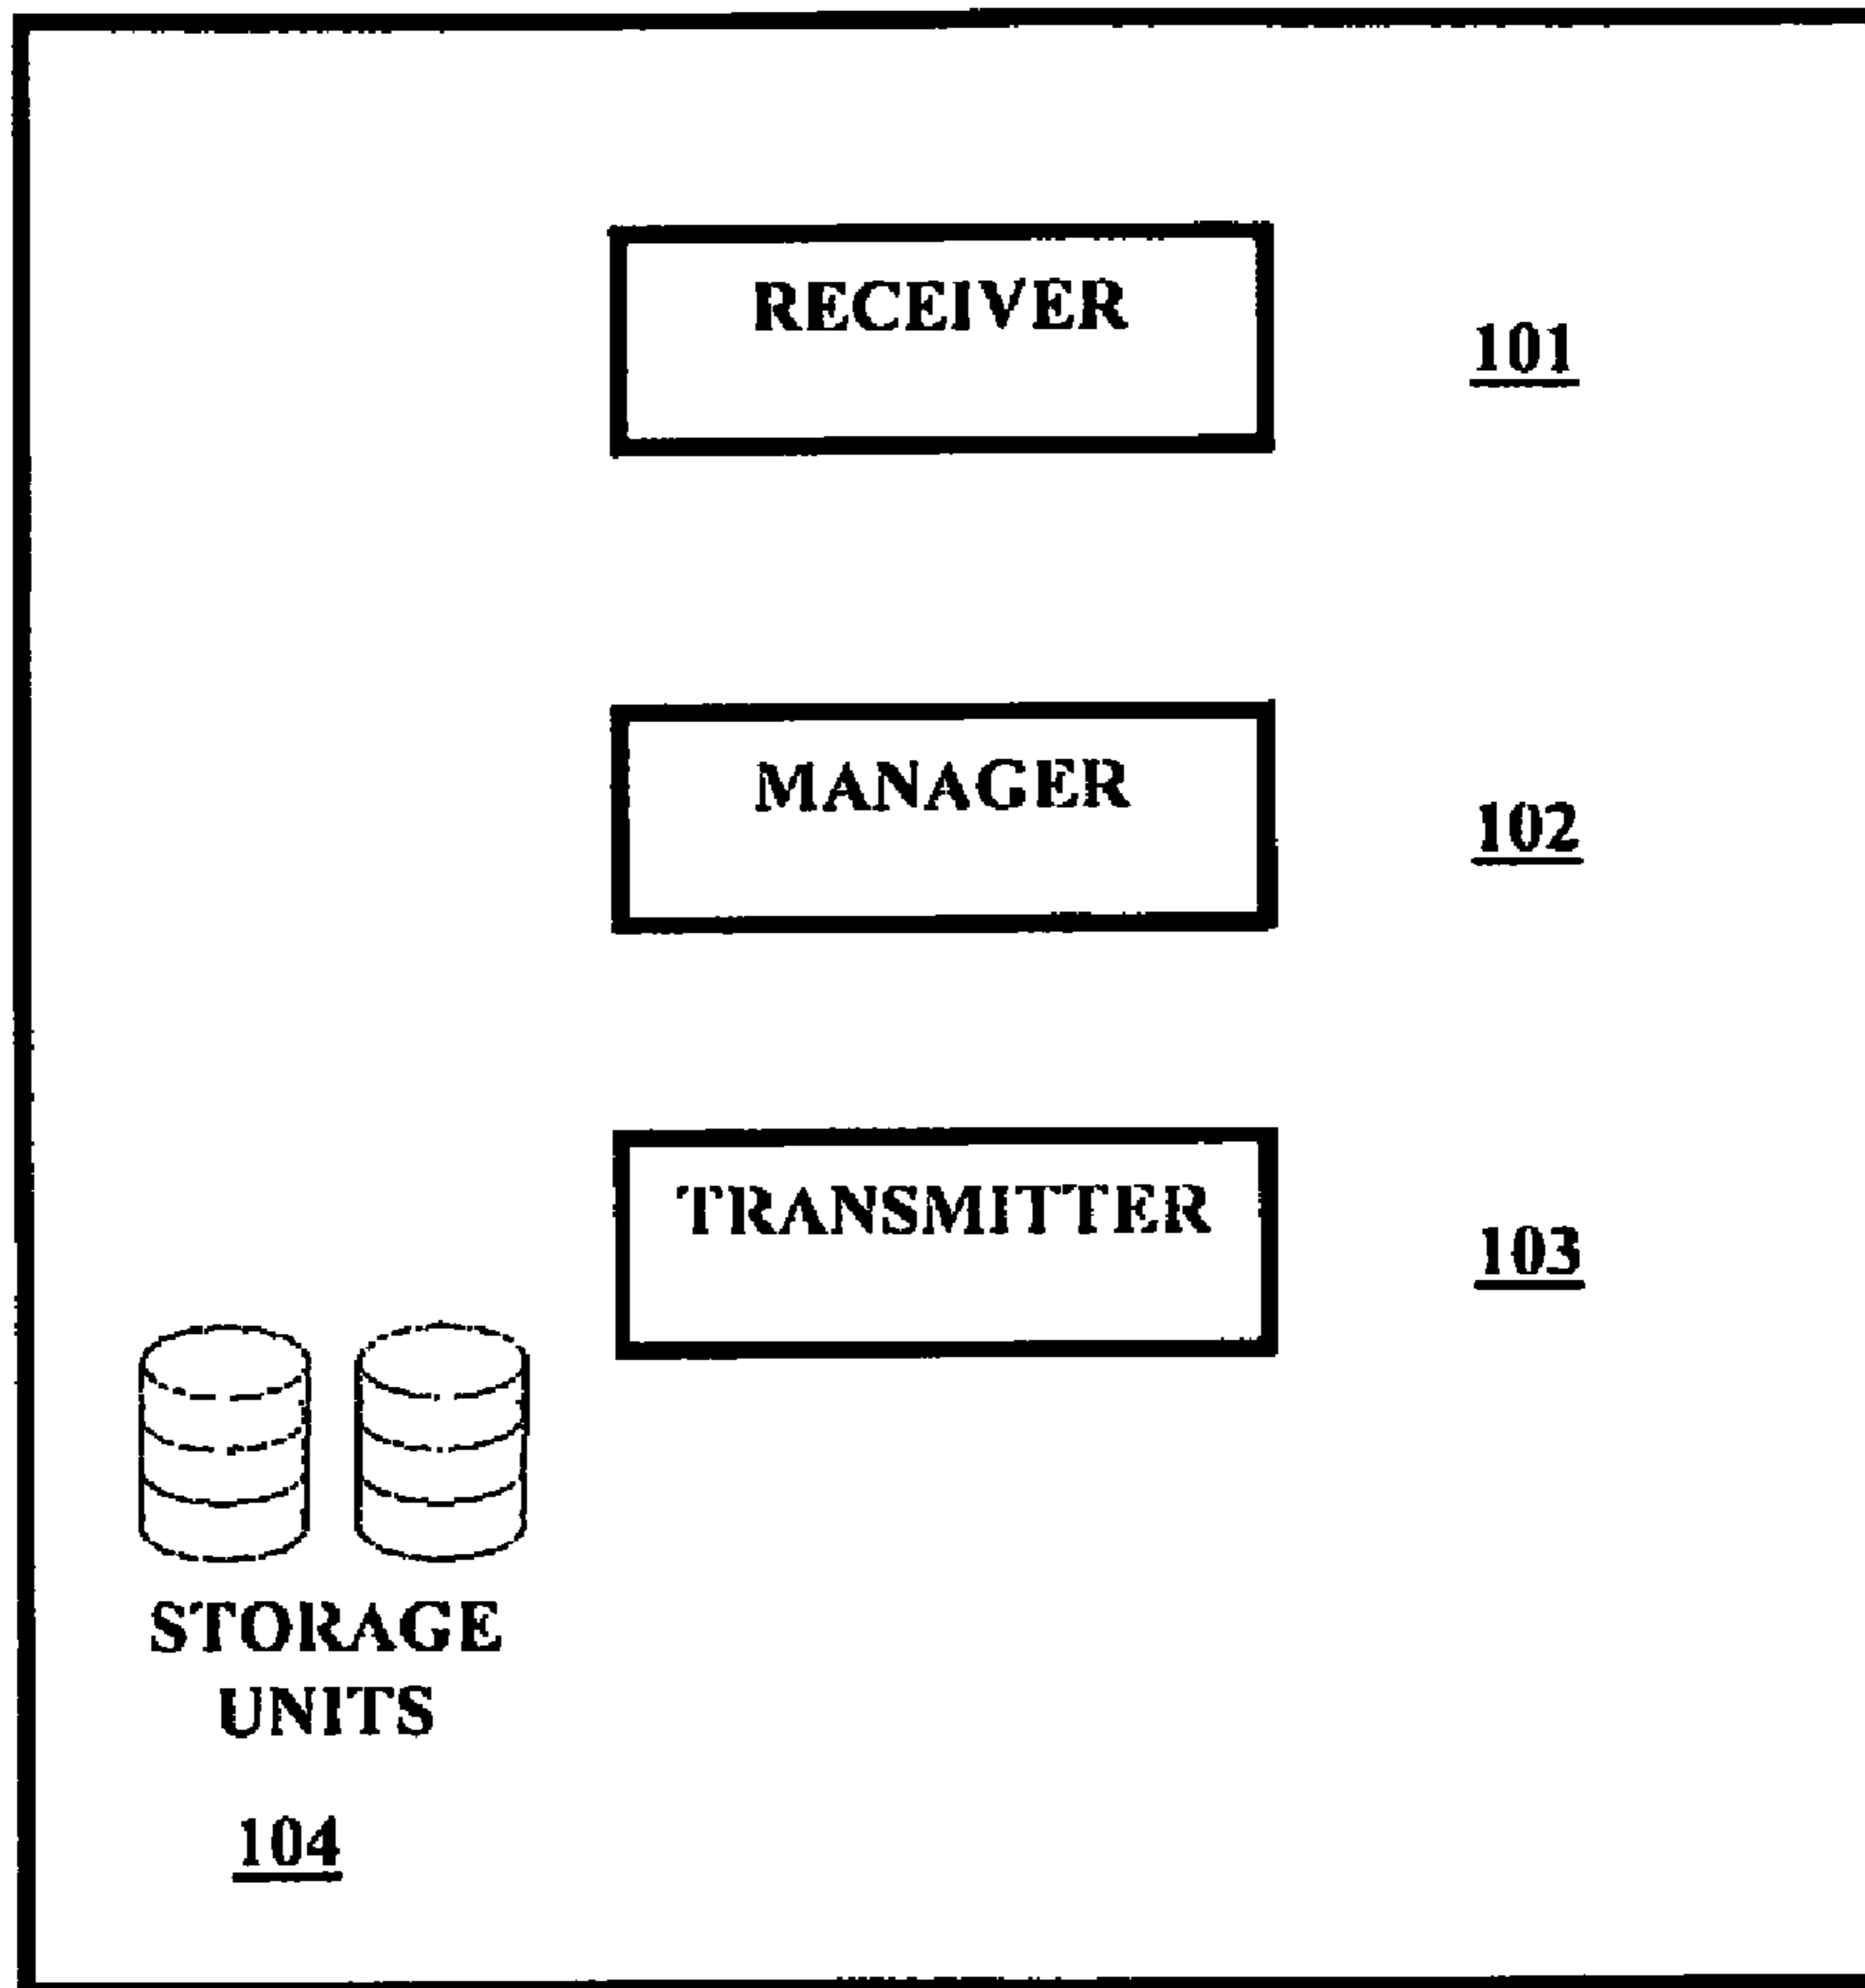 RECEIVER
101
MANAGER
102
TRANSMITTER
103
STORAGE
UNITS
104